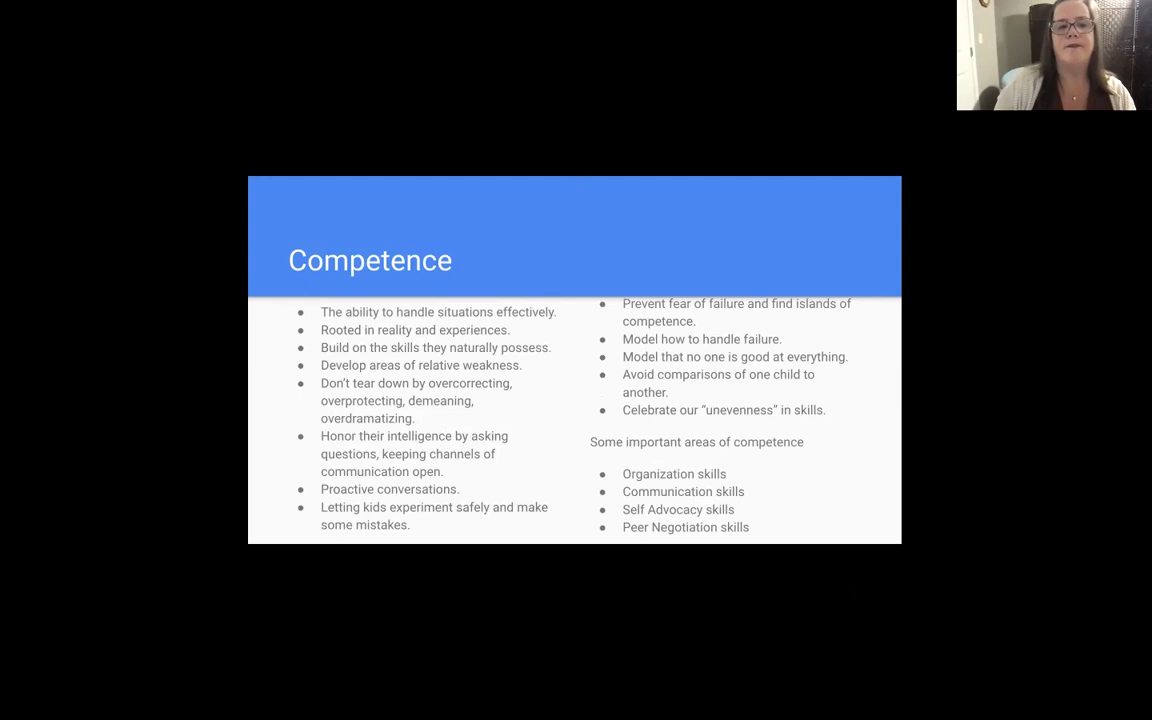 Competence
● The ability to handle situations effectively.
● Rooted in reality and experiences.
● Build on the skills they naturally possess.
● Develop areas of relative weakness.
● Don’t tear down by overcorrecting,
overprotecting, demeaning,
overdramatizing.
● Honor their intelligence by asking
questions, keeping channels of
communication open.
● Proactive conversations.
● Letting kids experiment safely and make
some mistakes.
● Prevent fear of failure and find islands of
competence.
● Model how to handle failure.
● Model that no one is good at everything.
● Avoid comparisons of one child to
another.
● Celebrate our “unevenness” in skills.
Some important areas of competence
● Organization skills
● Communication skills
● Self Advocacy skills
● Peer Negotiation skills